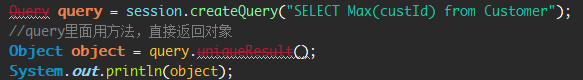 Query query = session.createQuery("SELECT Max(custId) from Customer");
//query里面用方法，直接返回对象
Object object = query.uniqueResult();
System.out.println(object);